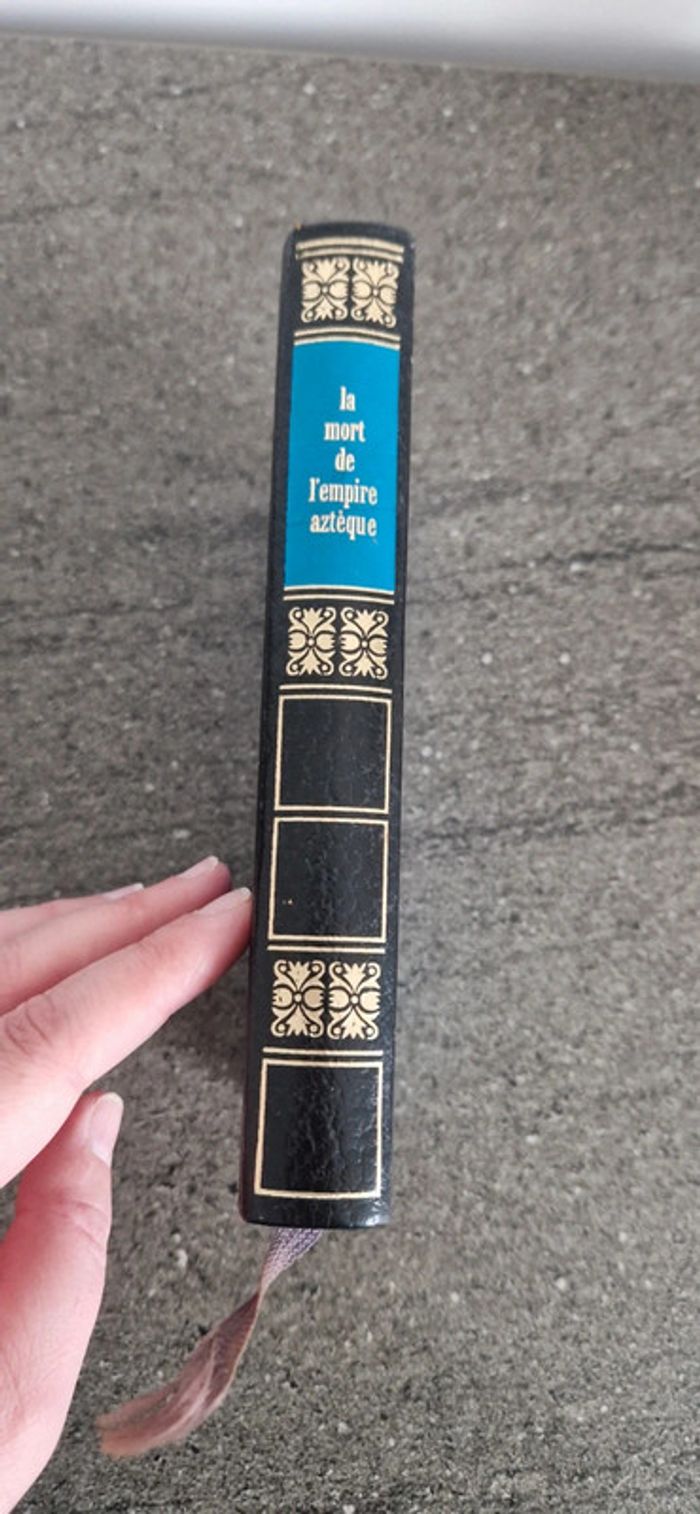 la
mort
de
l'empire
aztèque